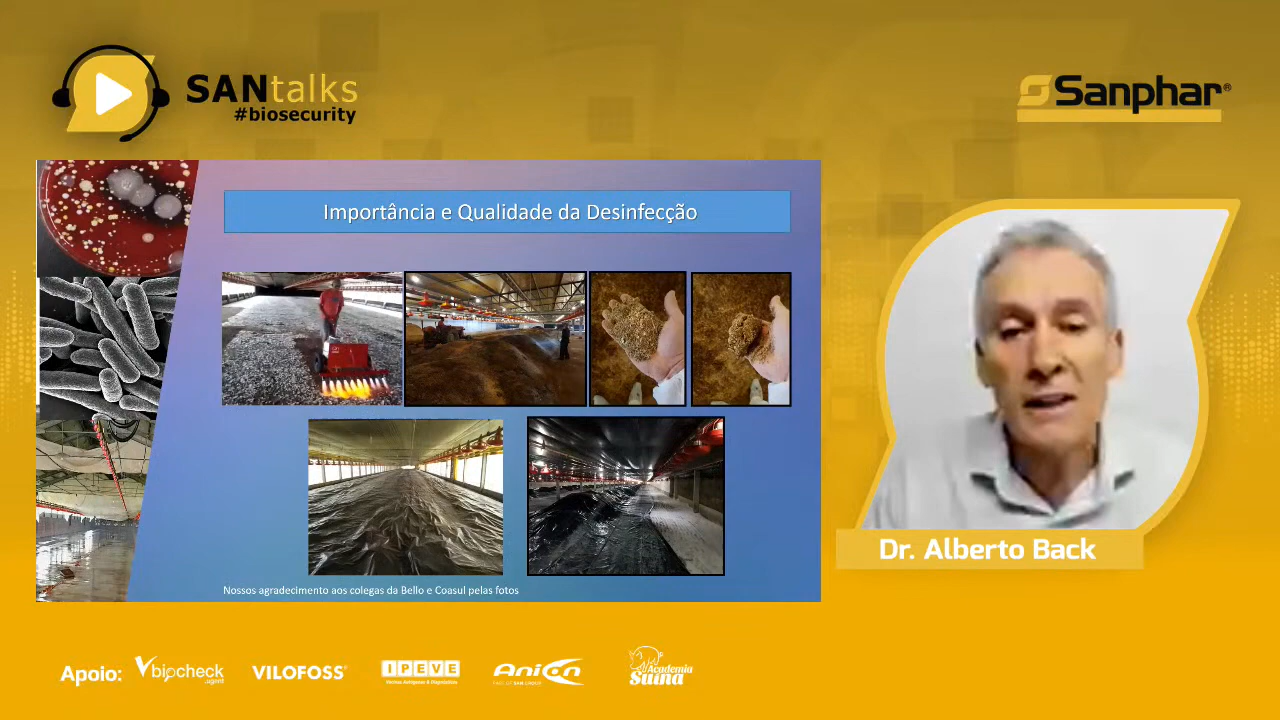 SANtalks
#biosecurity
Sanphar®
Importância e Qualidade da Desinfecção
Nossos agradecimento aos colegas da Bello e Coasul pelas fotos
Dr. Alberto Back
Apoio:
biocheck
.ugent
VILOFOSS®
IPEVE
AniCon
Academia
Suína